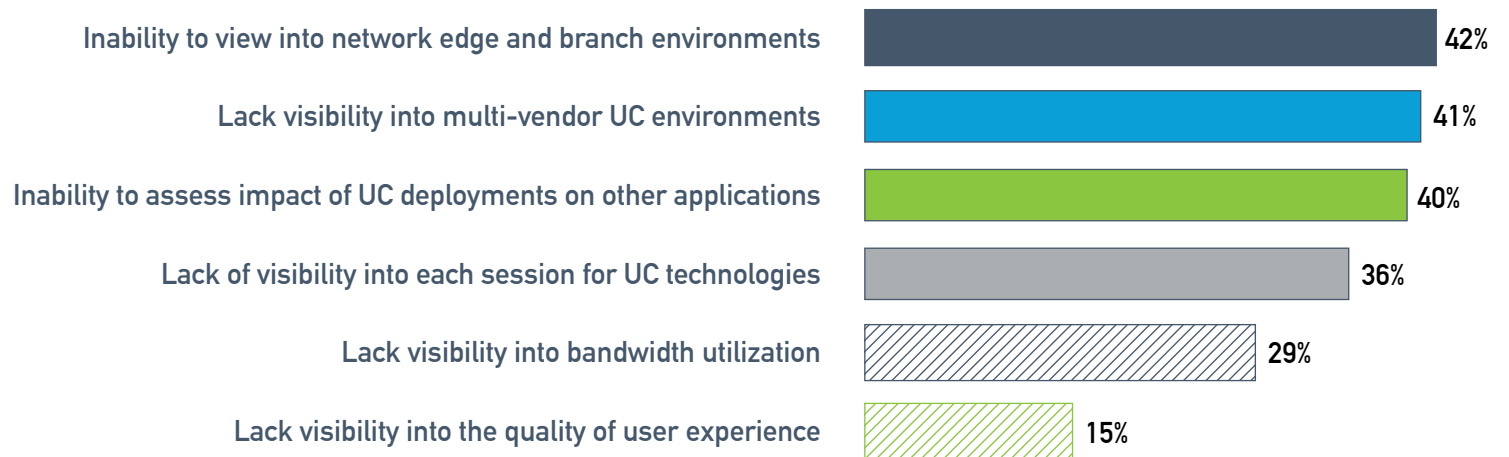 Inability to view into network edge and branch environments 42%
Lack visibility into multi-vendor UC environments 41%
Inability to assess impact of UC deployments on other applications 40%
Lack of visibility into each session for UC technologies 36%
Lack visibility into bandwidth utilization 29%
Lack visibility into the quality of user experience 15%